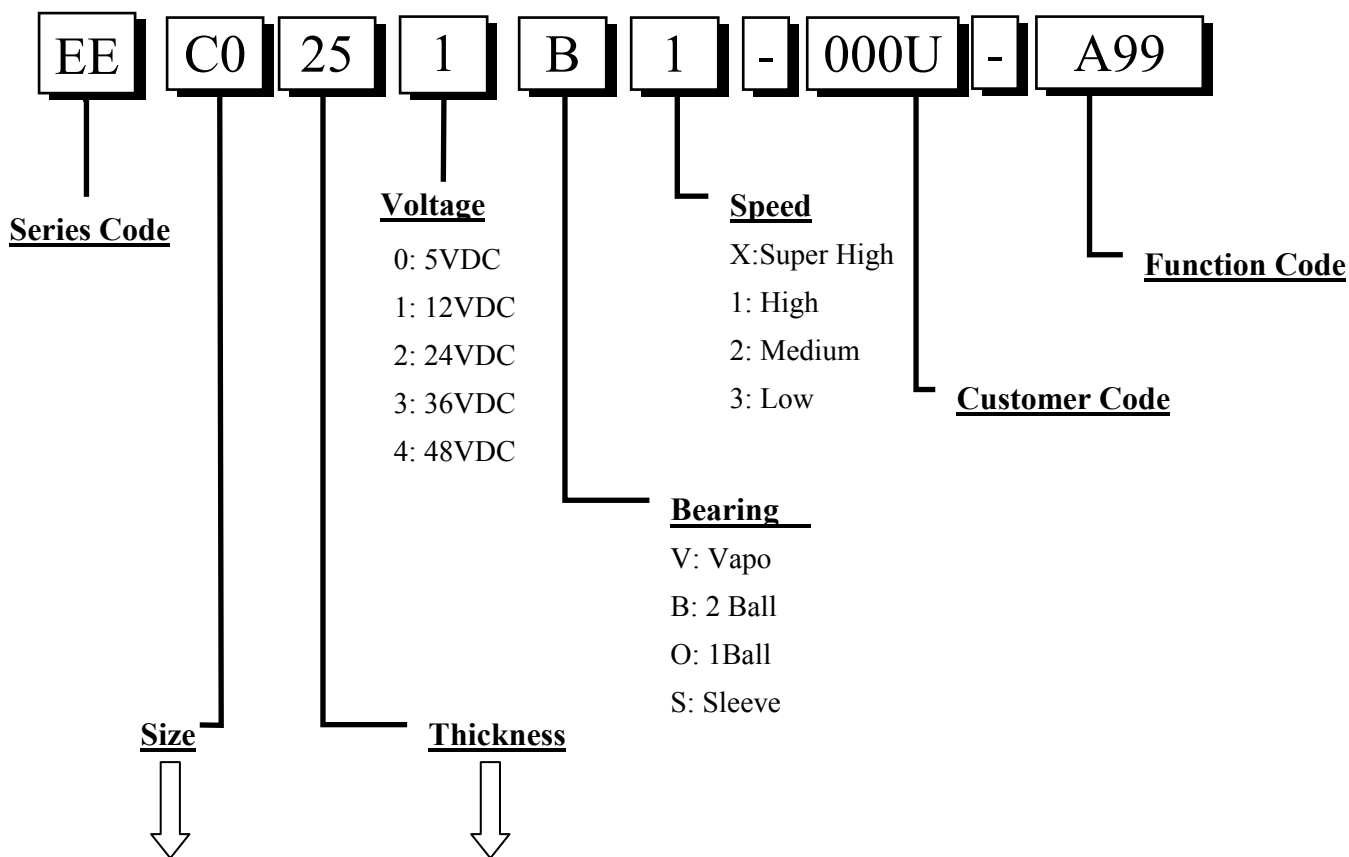 EE C0 25 1 B 1 - 000U - A99
Series Code
Voltage
0: 5VDC
1: 12VDC
2: 24VDC
3: 36VDC
4: 48VDC
Speed
X:Super High
1: High
2: Medium
3: Low
Function Code
Customer Code
Bearing
V: Vapo
B: 2 Ball
O: 1Ball
S: Sleeve
Size
Thickness